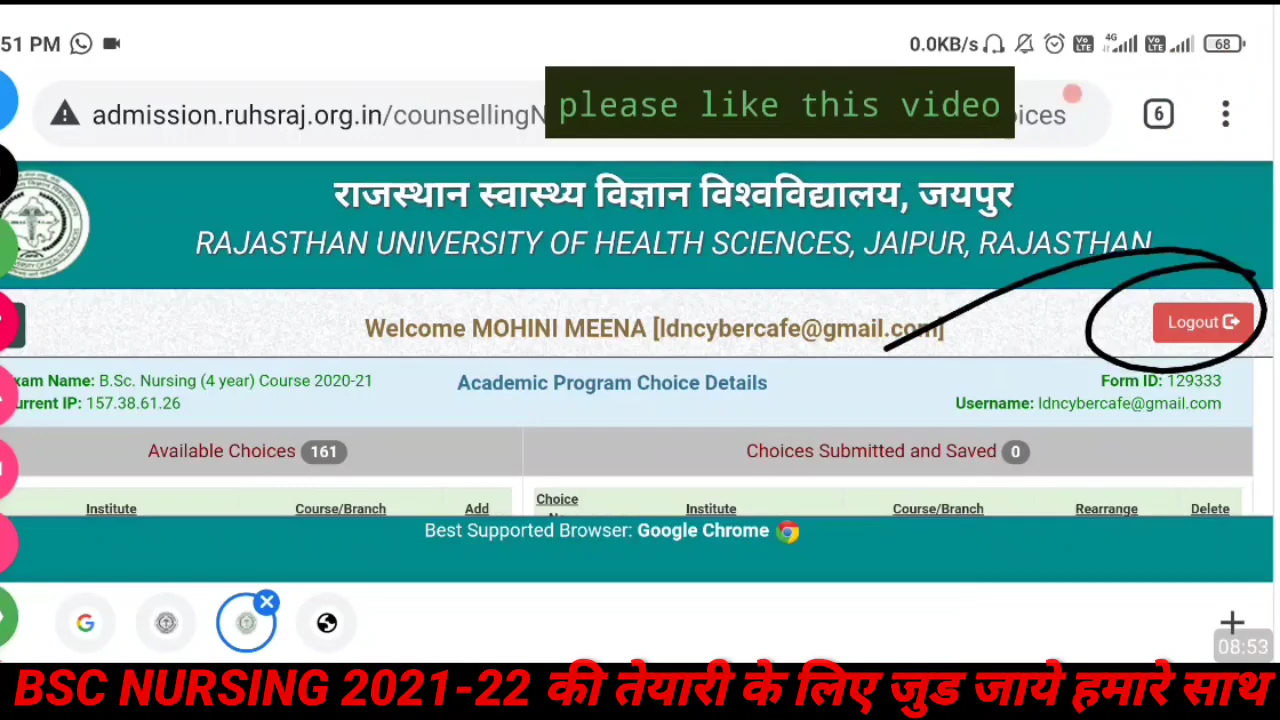 51 PM
0.0KB/s
4G
68
admission.ruhsraj.org.in/counsellingN
please like this video
ices
6
राजस्थान स्वास्थ्य विज्ञान विश्वविद्यालय, जयपुर
RAJASTHAN UNIVERSITY OF HEALTH SCIENCES, JAIPUR, RAJASTHAN
Welcome MOHINI MEENA [ldncybercafe@gmail.com]
Logout
xam Name: B.Sc. Nursing (4 year) Course 2020-21
Academic Program Choice Details
Form ID: 129333
urrent IP: 157.38.61.26
Username: ldncybercafe@gmail.com
Available Choices 161
Choices Submitted and Saved 0
Institute Course/Branch Add
Choice
Institute Course/Branch Rearrange Delete
Best Supported Browser: Google Chrome
08:53
BSC NURSING 2021-22 की तेयारी के लिए जुड जाये हमारे साथ